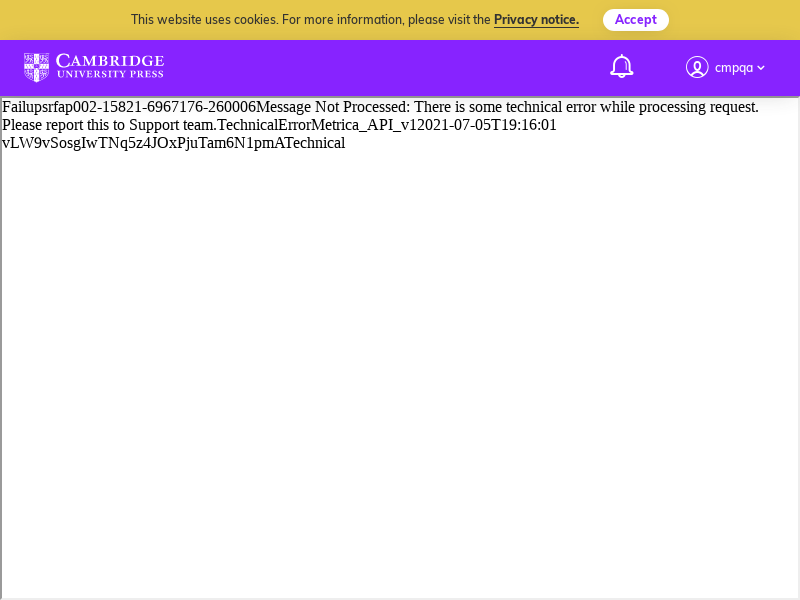 This website uses cookies. For more information, please visit the Privacy notice.
Accept
CAMBRIDGE
UNIVERSITY PRESS
cmpqa
Failupsrfap002-15821-6967176-260006Message Not Processed: There is some technical error while processing request.
Please report this to Support team.TechnicalErrorMetrica_API_v12021-07-05T19:16:01
vLW9vSosgIwTNq5z4JOxPjuTam6N1pmATechnical